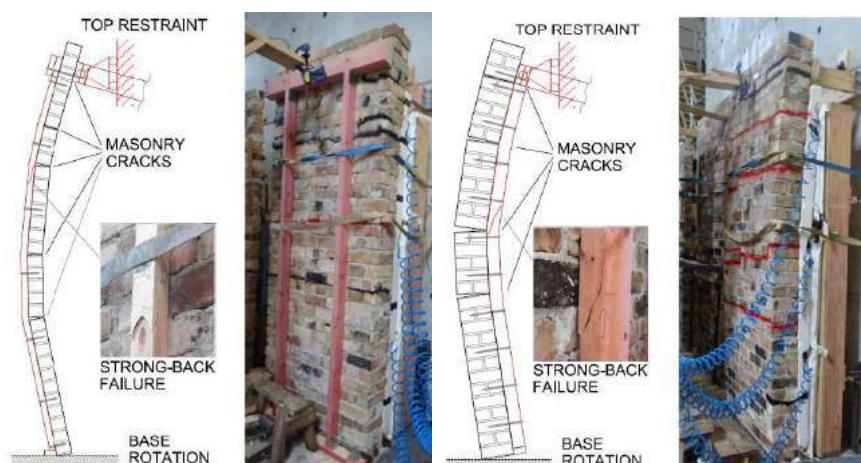 TOP RESTRAINT
MASONRY
CRACKS
STRONG-BACK
FAILURE
BASE
ROTATION
TOP RESTRAINT
MASONRY
CRACKS
STRONG-BACK
FAILURE
BASE
ROTATION